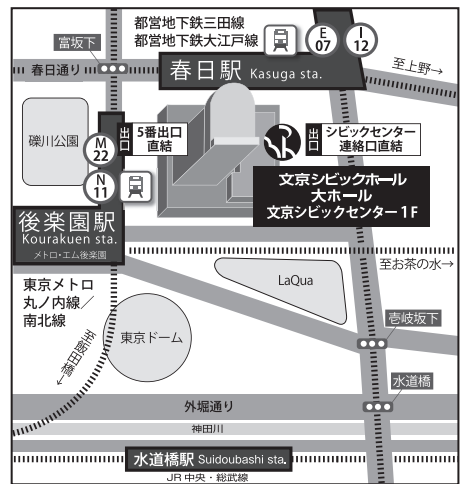 都営地下鉄三田線
都営地下鉄大江戸線
E
07
I
12
富坂下
春日通り
春日駅 Kasuga sta.
至上野→
礫川公園
M
22
出口
5番出口
直結
出口
シビックセンター
連絡口直結
N
11
文京シビックホール
大ホール
文京シビックセンター1F
後楽園駅
Kourakuen sta.
メトロ・エム後楽園
至お茶の水→
東京メトロ
丸ノ内線／
南北線
LaQua
至飯田橋→
東京ドーム
壱岐坂下
水道橋
外堀通り
神田川
水道橋駅 Suidoubashi sta.
JR 中央・総武線